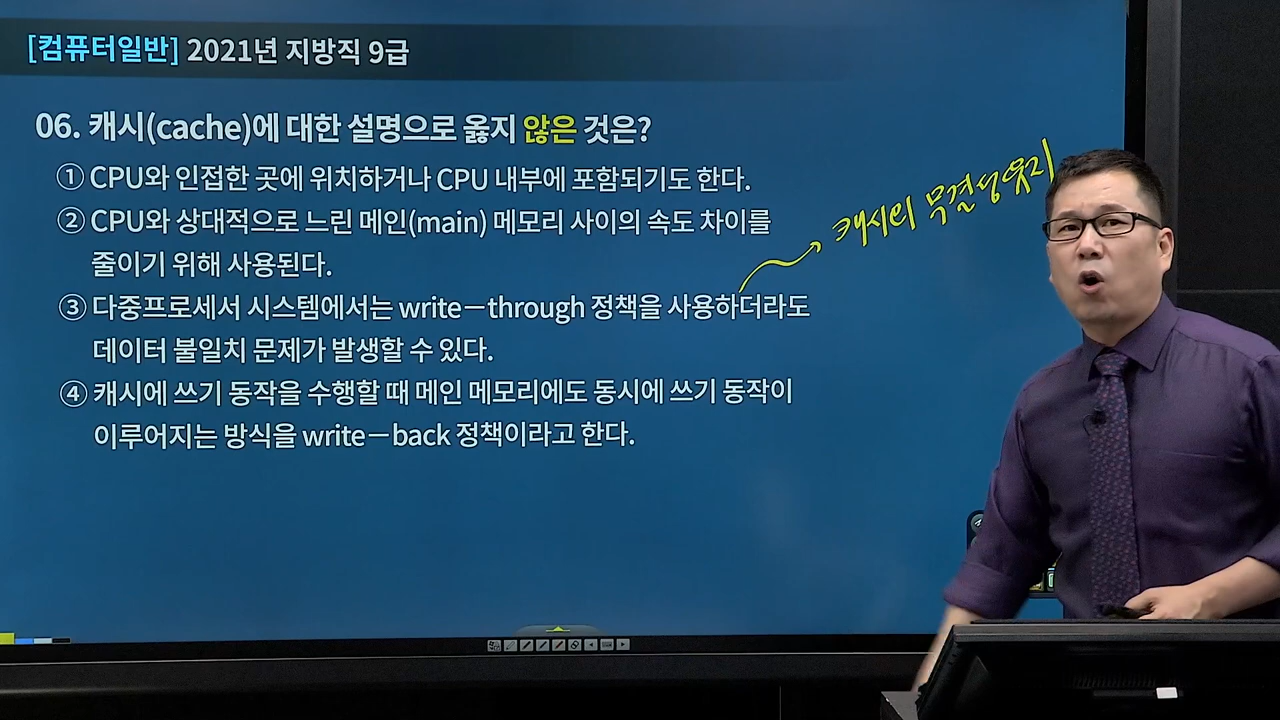 [컴퓨터일반] 2021년 지방직 9급
06. 캐시(cache)에 대한 설명으로 옳지 않은 것은?
① CPU와 인접한 곳에 위치하거나 CPU 내부에 포함되기도 한다.
② CPU와 상대적으로 느린 메인(main) 메모리 사이의 속도 차이를
줄이기 위해 사용된다.
캐시의 무결성유지
③ 다중프로세서 시스템에서는 write－through 정책을 사용하더라도
데이터 불일치 문제가 발생할 수 있다.
④ 캐시에 쓰기 동작을 수행할 때 메인 메모리에도 동시에 쓰기 동작이
이루어지는 방식을 write－back 정책이라고 한다.